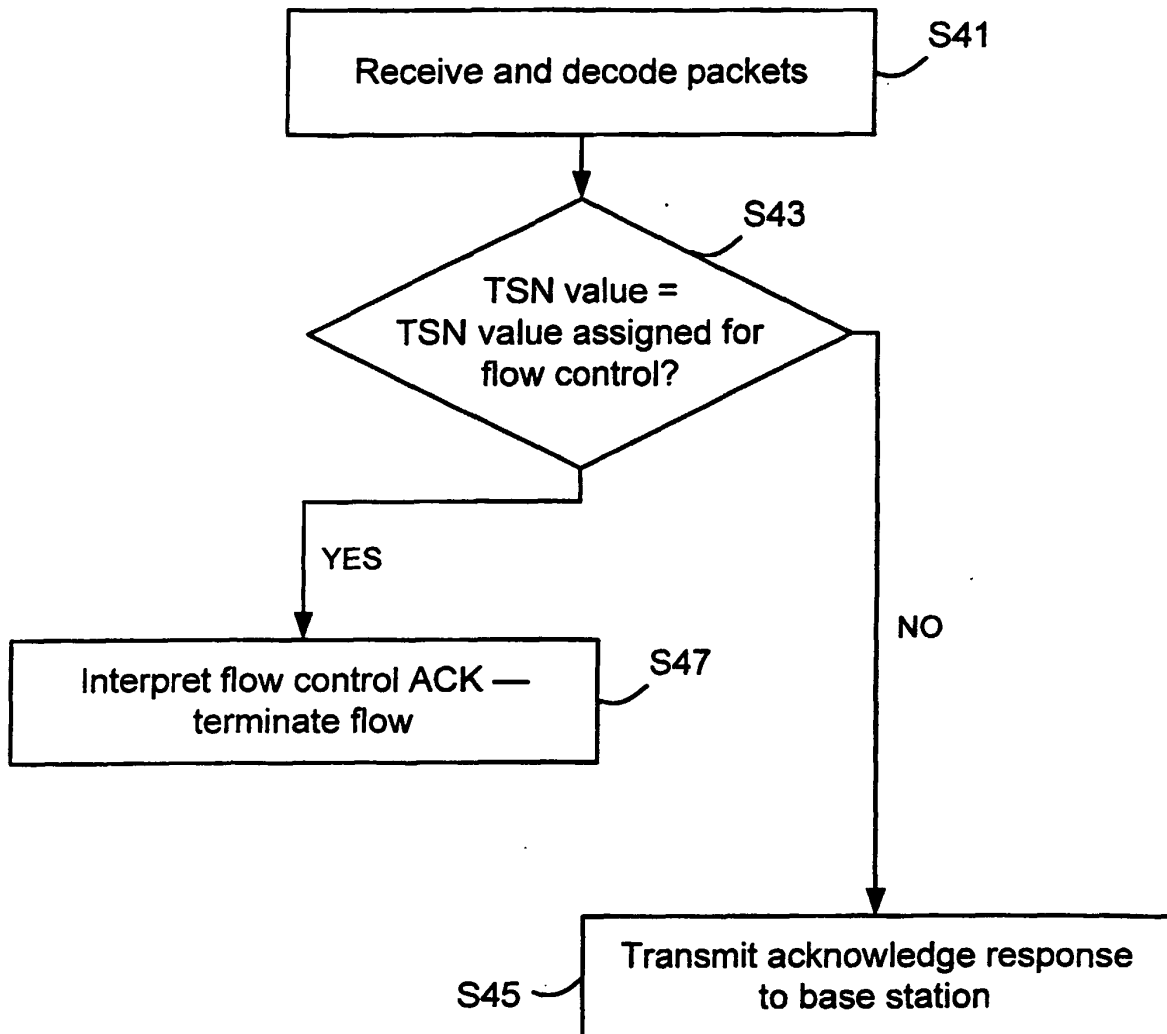 S41
Receive and decode packets
S43
TSN value =
TSN value assigned for
flow control?
YES
NO
Interpret flow control ACK —
terminate flow
S47
Transmit acknowledge response
to base station
S45